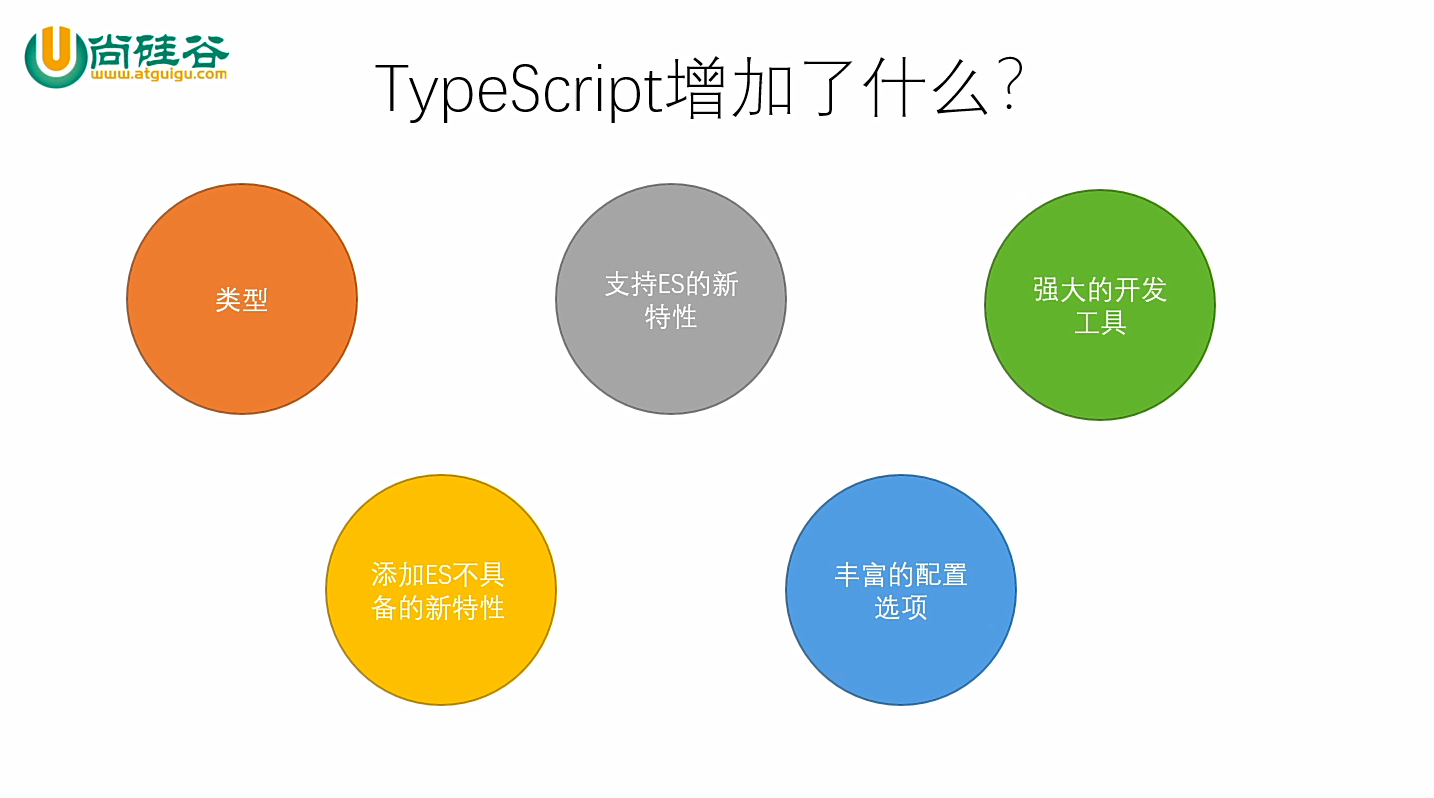 尚硅谷
www.atguigu.com
TypeScript增加了什么？
类型
支持ES的新
特性
强大的开发
工具
添加ES不具
备的新特性
丰富的配置
选项